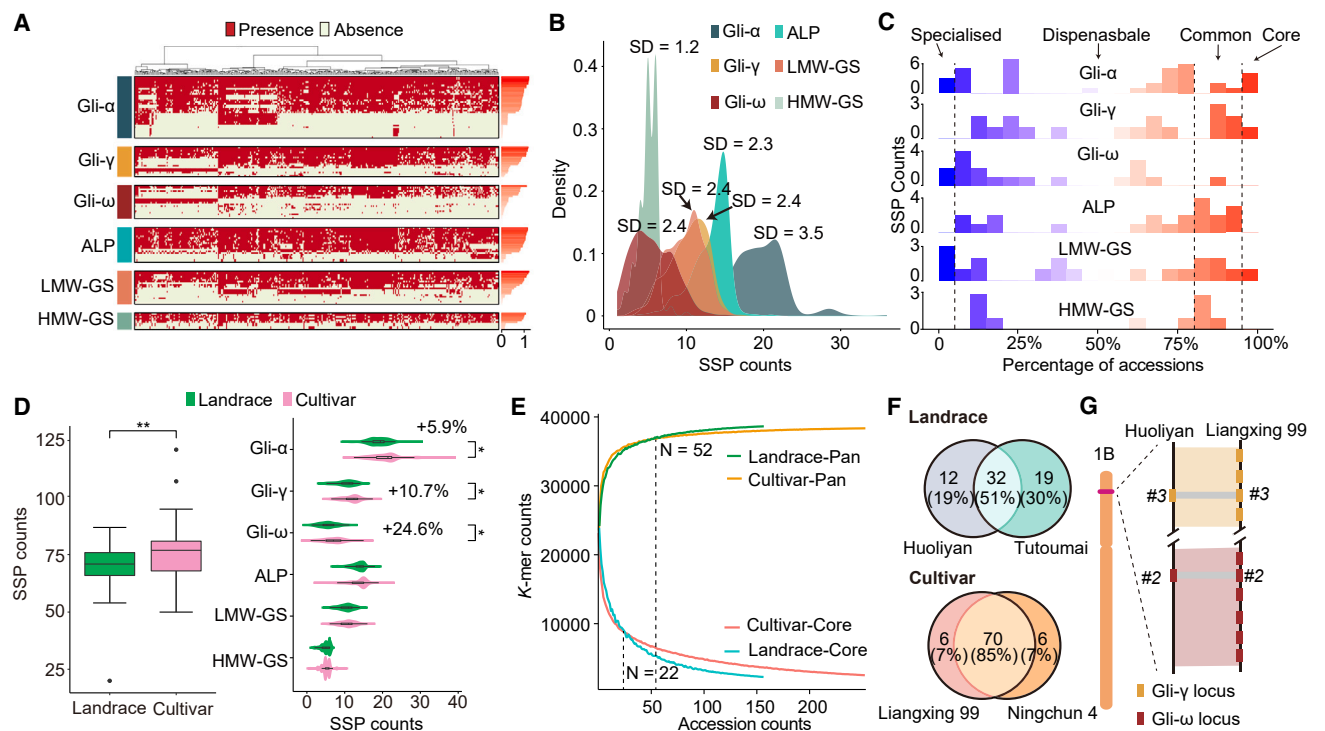 A
Presence Absence
Gli-α
Gli-γ
Gli-ω
ALP
LMW-GS
HMW-GS
0 1
B
Gli-α ALP
Gli-γ LMW-GS
Gli-ω HMW-GS
SD = 1.2
SD = 2.3
SD = 2.4
SD = 2.4
SD = 2.4
SD = 3.5
Density
0.4
0.3
0.2
0.1
0
0 10 20 30
SSP counts
C
Specialised Dispenasbale Common Core
Gli-α
Gli-γ
Gli-ω
ALP
LMW-GS
HMW-GS
SSP Counts
6
0
3
0
4
0
4
0
3
0
3
0
0 25% 50% 75% 100%
Percentage of accessions
D
Landrace Cultivar
**
SSP counts
125
100
75
50
25
Landrace Cultivar
Gli-α
Gli-γ
Gli-ω
ALP
LMW-GS
HMW-GS
+5.9%
*
+10.7%
*
+24.6%
*
0 10 20 30 40
SSP counts
E
K-mer counts
40000
30000
20000
10000
N = 52
Landrace-Pan
Cultivar-Pan
Cultivar-Core
Landrace-Core
N = 22
50 100 150 200
Accession counts
F
Landrace
12
(19%)
32
(51%)
19
(30%)
Huoliyan Tutoumai
Cultivar
6
(7%)
70
(85%)
6
(7%)
Liangxing 99 Ningchun 4
G
Huoliyan Liangxing 99
1B
#3 #3
#2 #2
Gli-γ locus
Gli-ω locus